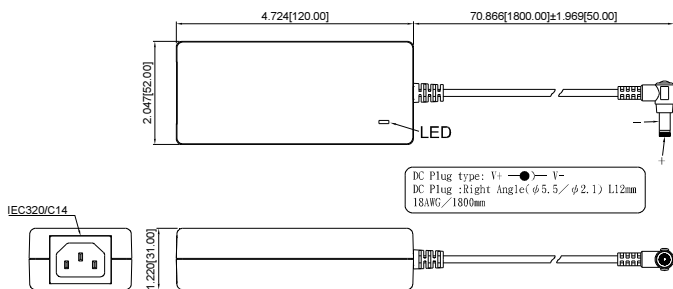 4.724[120.00]
70.866[1800.00]±1.969[50.00]
2.047[52.00]
LED
−
+
DC Plug type: V+ V-
DC Plug :Right Angle(φ5.5/φ2.1) L12mm
18AWG/1800mm
IEC320/C14
1.220[31.00]